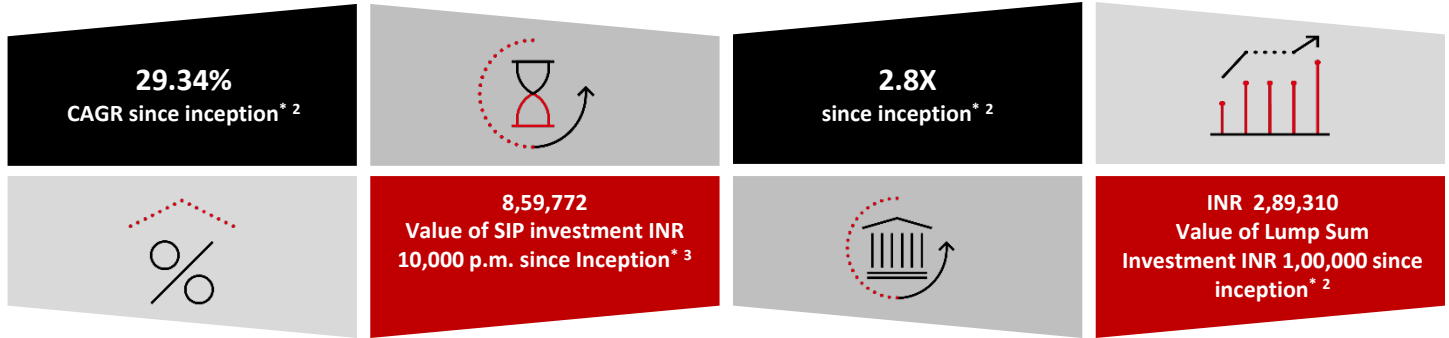 29.34%
CAGR since inception* 2
2.8X
since inception* 2
8,59,772
Value of SIP investment INR
10,000 p.m. since Inception* 3
INR 2,89,310
Value of Lump Sum
Investment INR 1,00,000 since
inception* 2